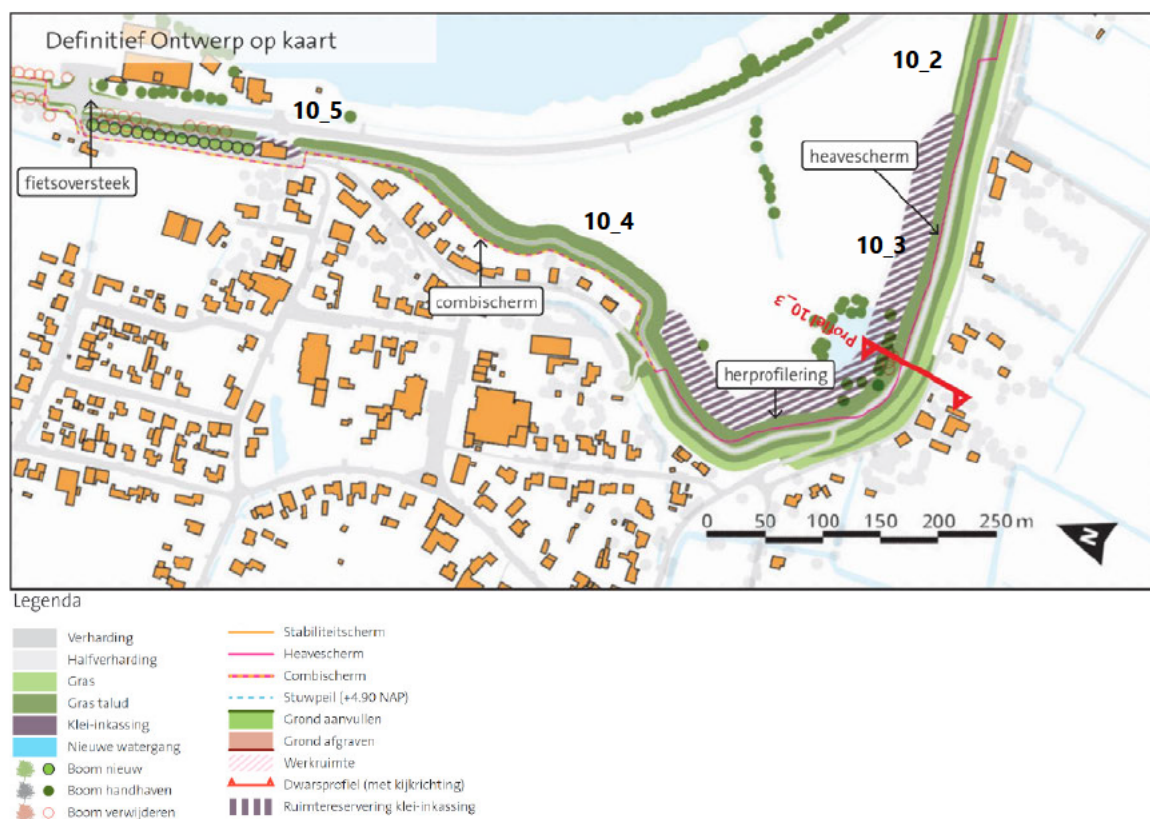 Definitief Ontwerp op kaart
10_2
10_5
heavescherm
fietsoversteek
10_4
10_3
combischerm
Profiel 10_3
herprofilering
0 50 100 150 200 250 m
N
Legenda
Verharding
Halfverharding
Gras
Gras talud
Klei-inkassing
Nieuwe watergang
Boom nieuw
Boom handhaven
Boom verwijderen
Stabiliteitscherm
Heavescherm
Combischerm
Stuwpeil (+4.90 NAP)
Grond aanvullen
Grond afgraven
Werkruimte
Dwarsprofiel (met kijkrichting)
Ruimtereservering klei-inkassing